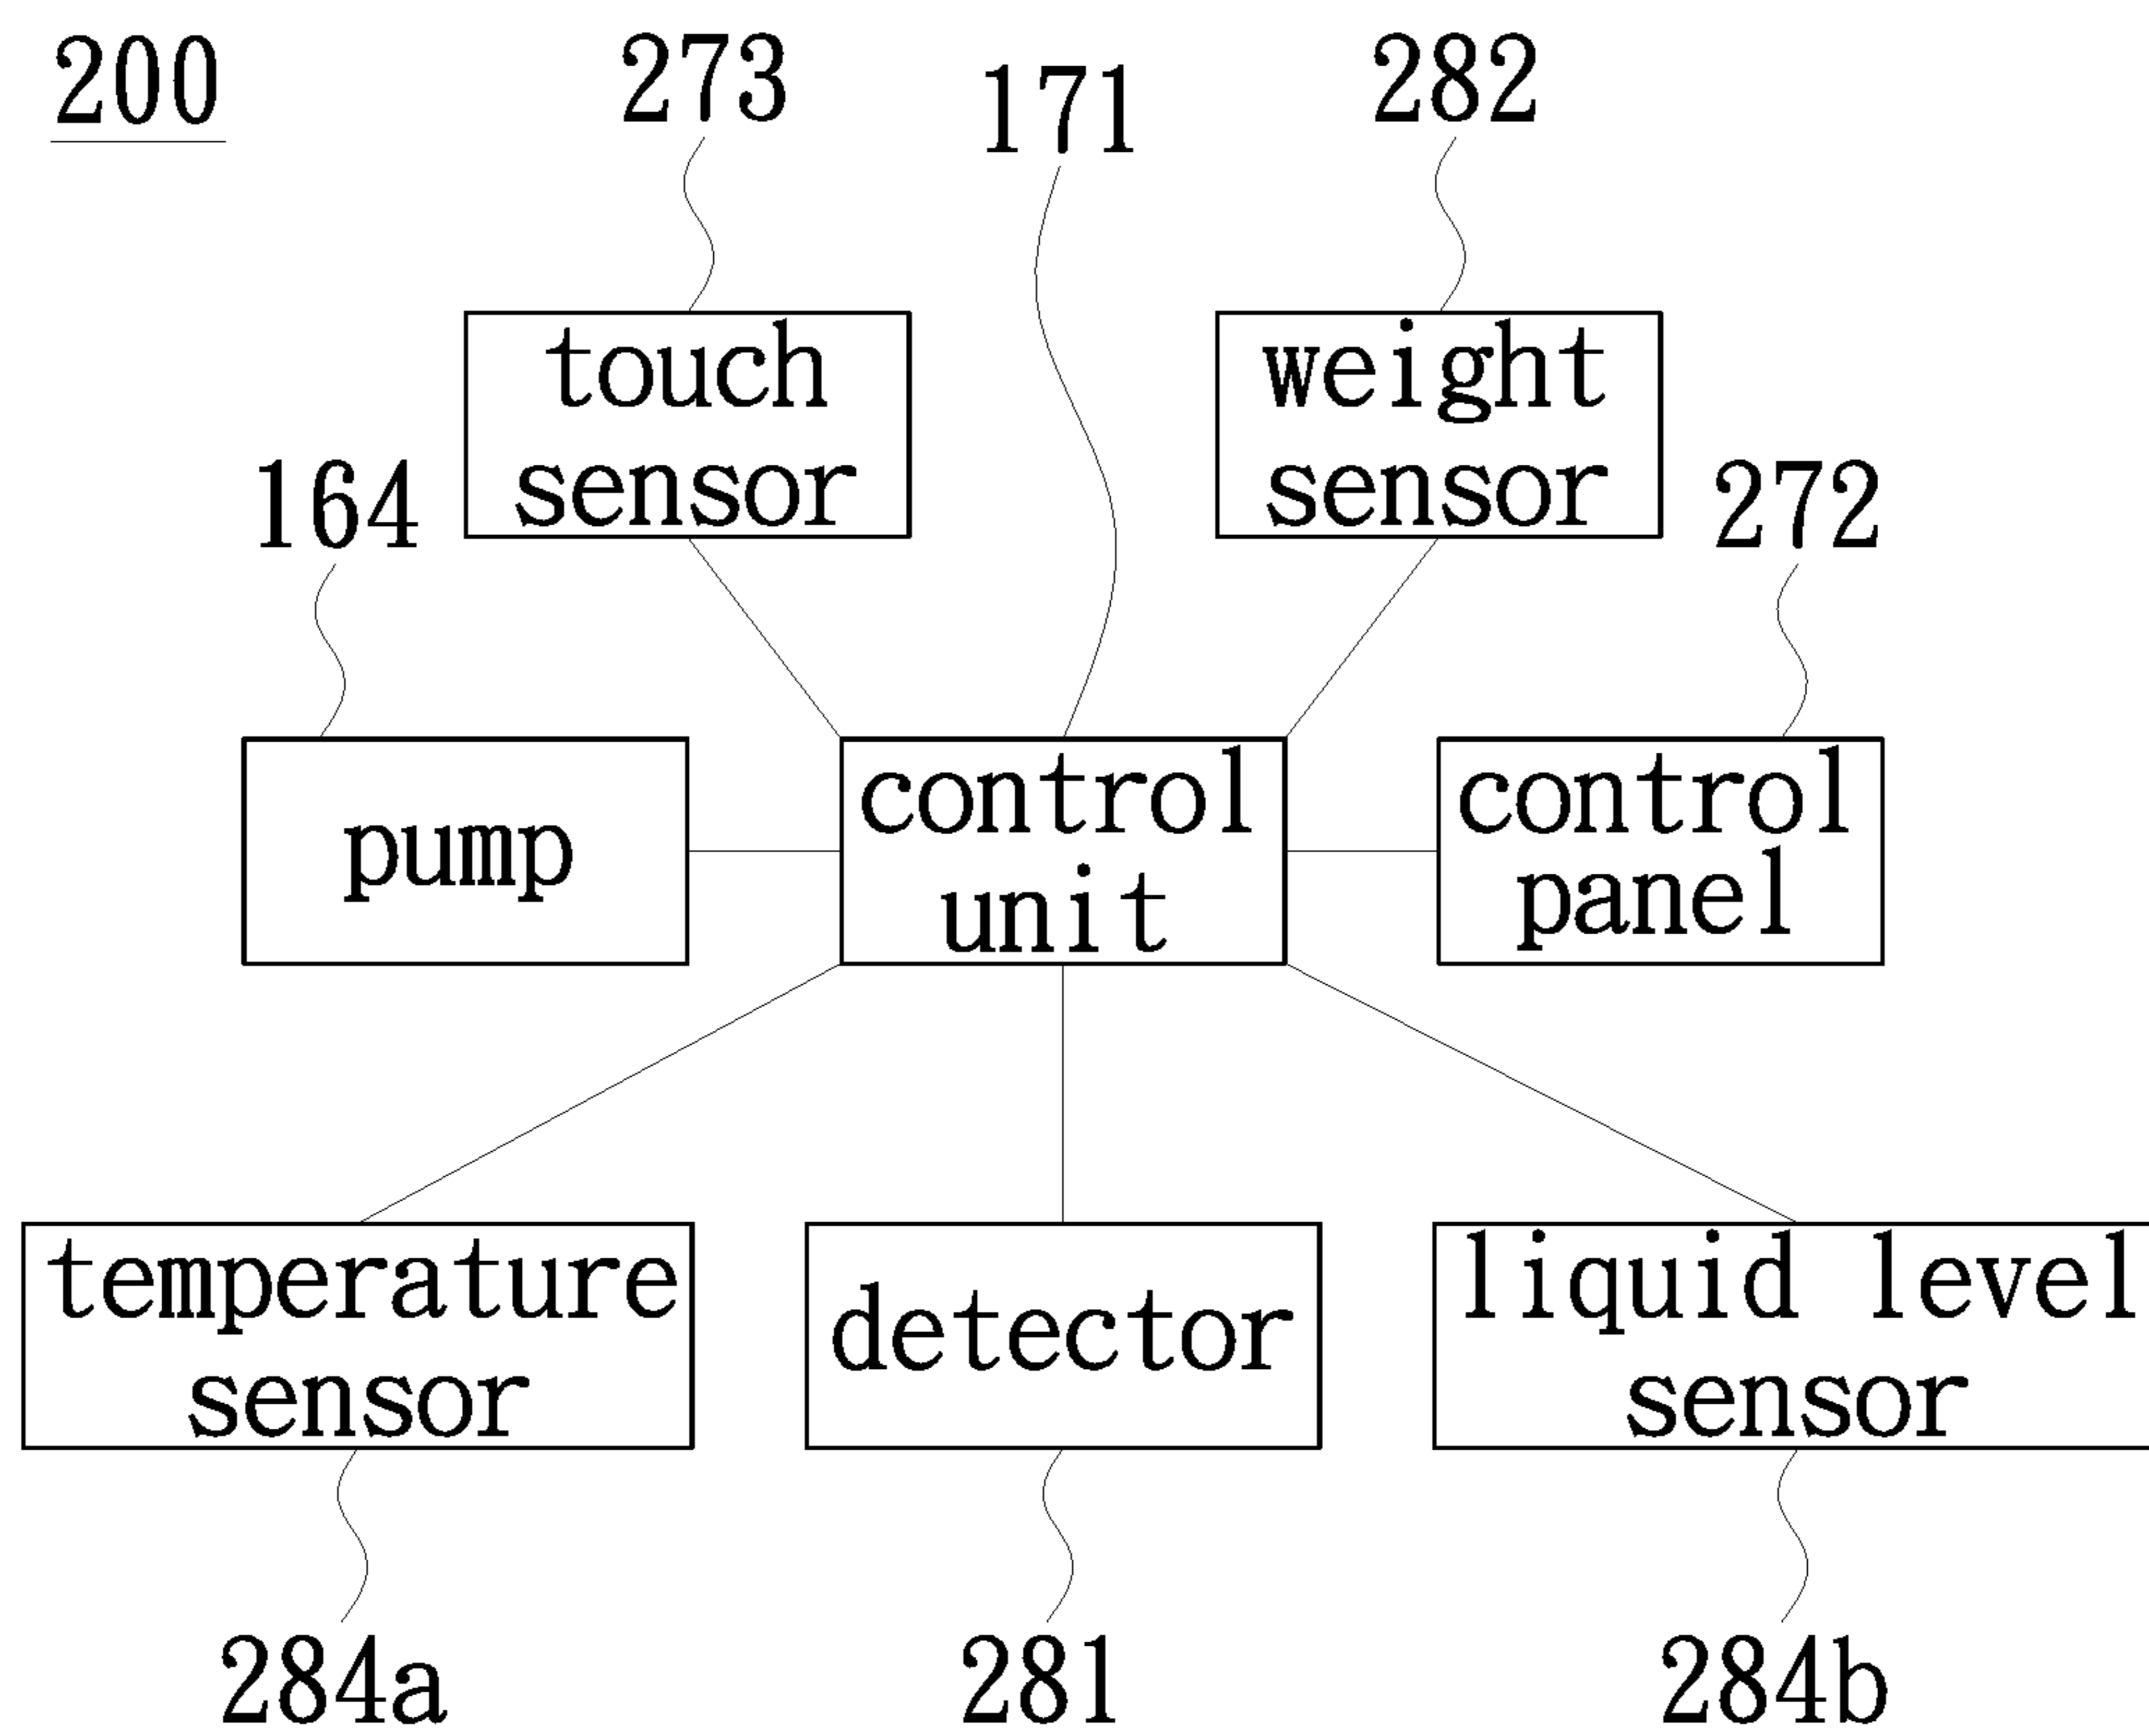 200
273
171
282
touch
sensor
weight
sensor
164
272
pump
control
unit
control
panel
temperature
sensor
detector
liquid level
sensor
284a
281
284b